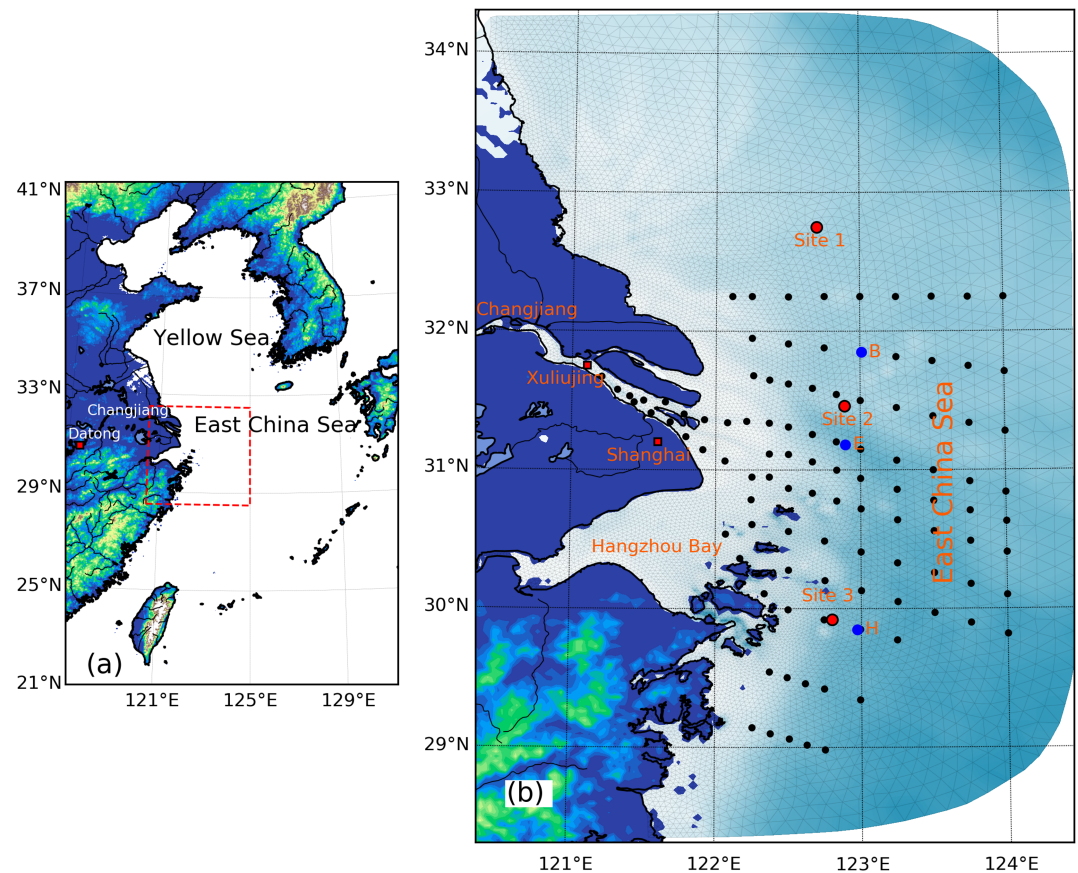 41°N
37°N
33°N
29°N
25°N
21°N
121°E
125°E
129°E
Yellow Sea
East China Sea
Changjiang
Datong
(a)
34°N
33°N
32°N
31°N
30°N
29°N
121°E
122°E
123°E
124°E
Site 1
Changjiang
B
Xuliujing
Site 2
E
Shanghai
East China Sea
Hangzhou Bay
Site 3
H
(b)